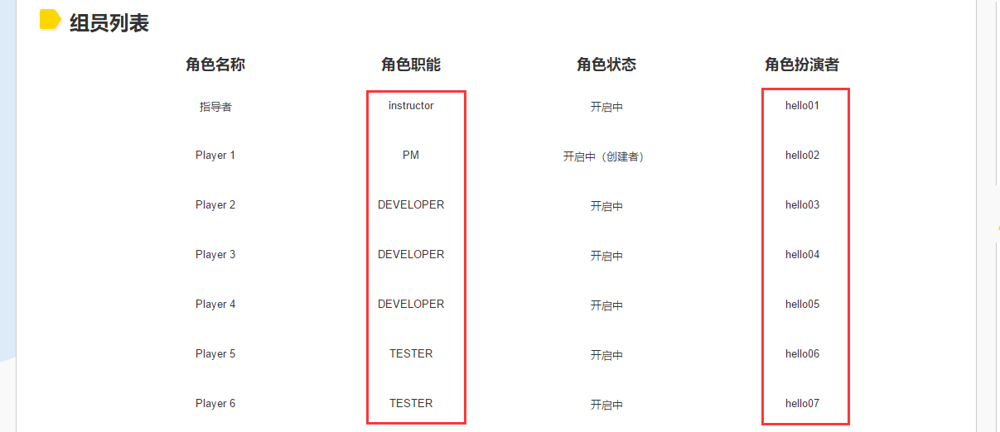 组员列表
角色名称 角色职能 角色状态 角色扮演者
指导者 instructor 开启中 hello01
Player 1 PM 开启中（创建者） hello02
Player 2 DEVELOPER 开启中 hello03
Player 3 DEVELOPER 开启中 hello04
Player 4 DEVELOPER 开启中 hello05
Player 5 TESTER 开启中 hello06
Player 6 TESTER 开启中 hello07